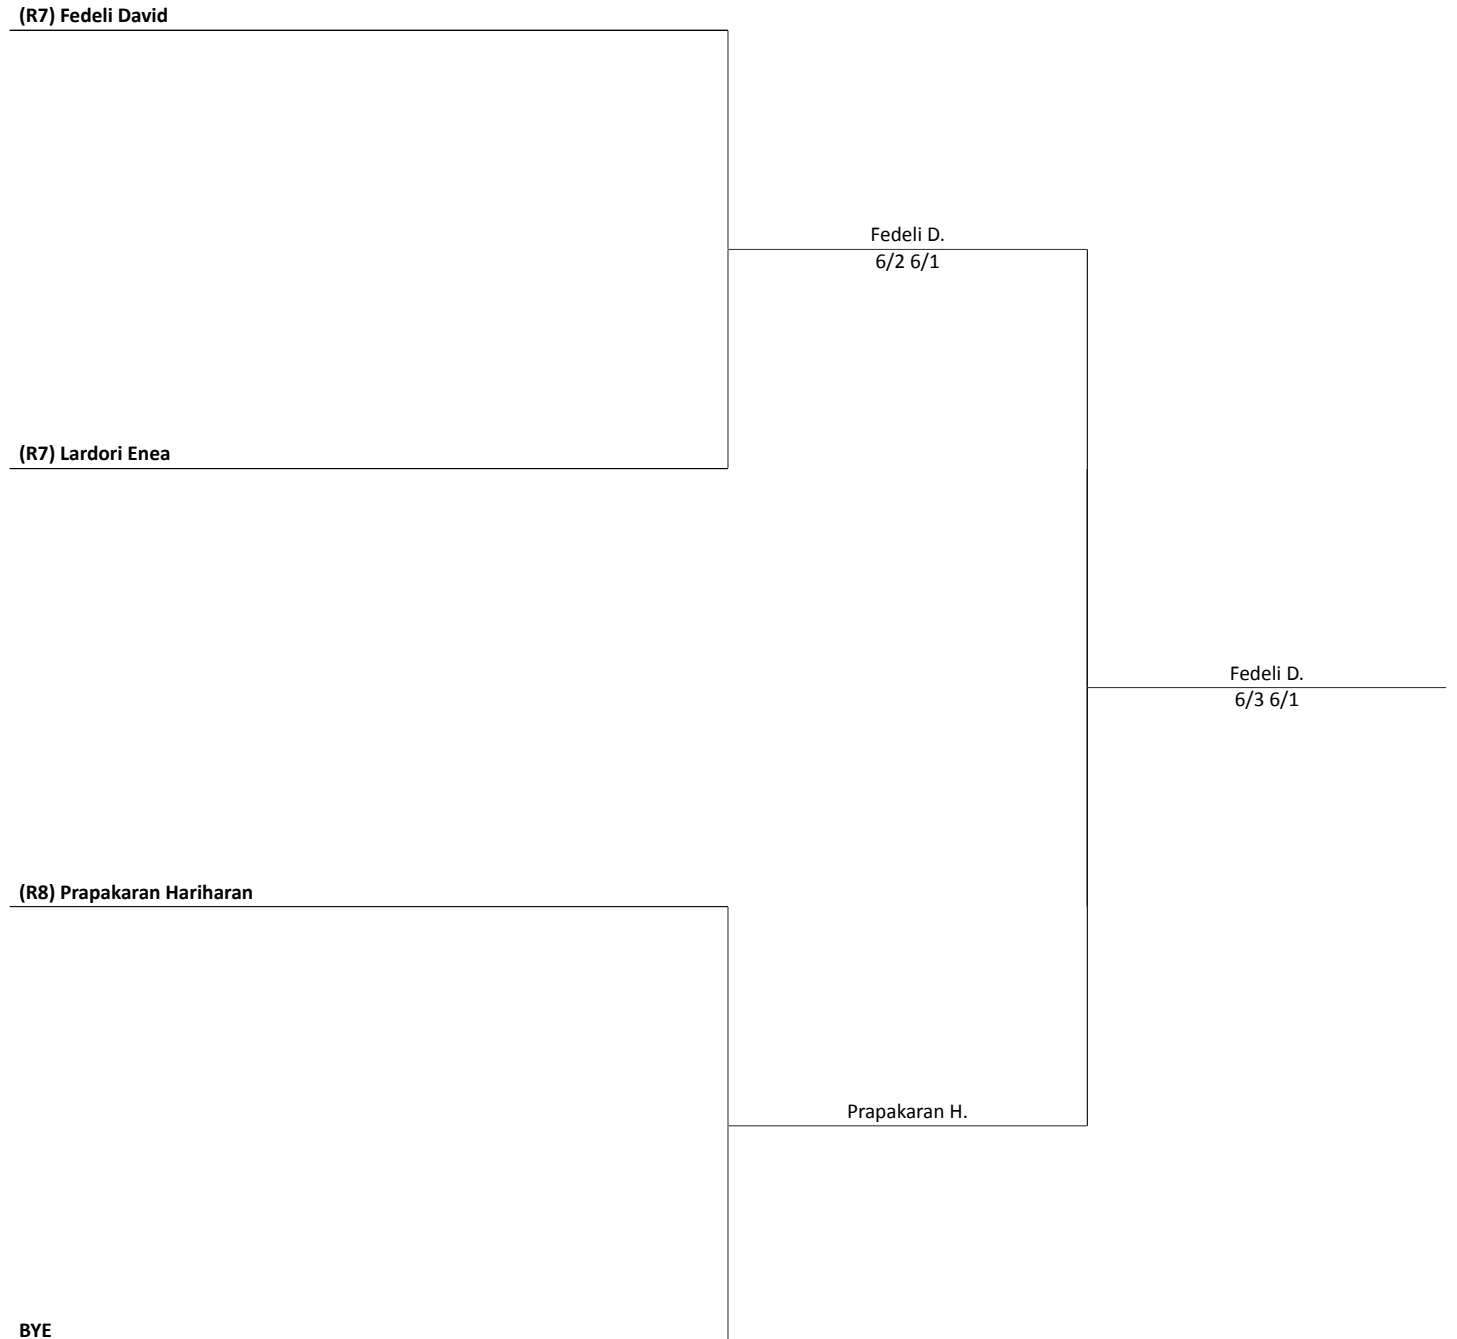 (R7) Fedeli David
Fedeli D.
6/2 6/1
(R7) Lardori Enea
Fedeli D.
6/3 6/1
(R8) Prapakaran Hariharan
Prapakaran H.
BYE